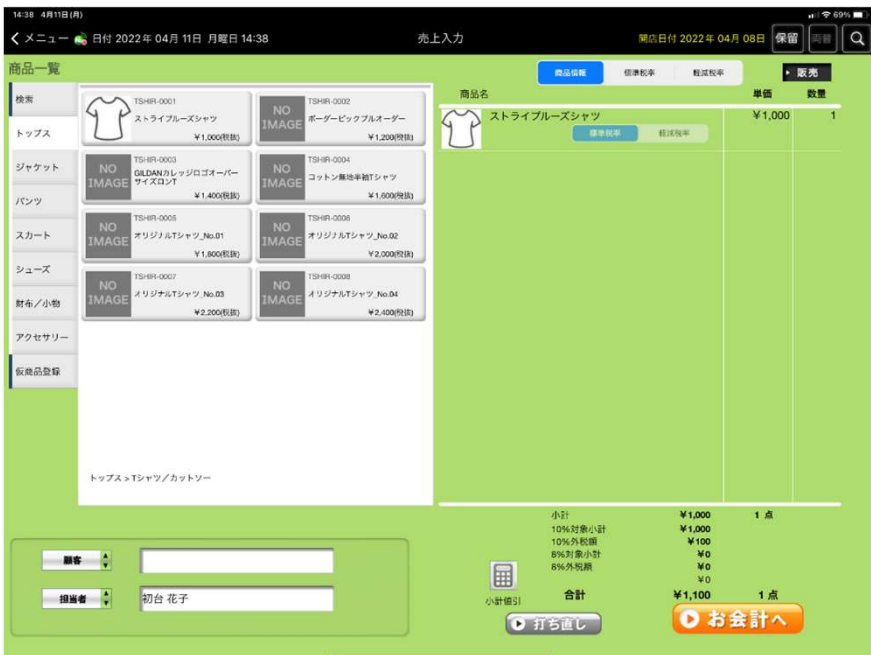 14:38 4月11日(月)
69%
メニュー 日付 2022年 04月 11日 月曜日 14:38
売上入力
開店日付 2022年 04月 08日
保留
両替
商品一覧
検索
トップス
ジャケット
パンツ
スカート
シューズ
財布/小物
アクセサリー
仮商品登録
TSHIR-0001
ストライプルーズシャツ
¥1,000(税抜)
NO IMAGE
TSHIR-0002
ボーダービックプルオーダー
¥1,200(税抜)
NO IMAGE
TSHIR-0003
GILDANカレッジロゴオーバー
サイズロンT
¥1,400(税抜)
NO IMAGE
TSHIR-0004
コットン無地半袖Tシャツ
¥1,600(税抜)
NO IMAGE
TSHIR-0005
オリジナルTシャツ_No.01
¥1,800(税抜)
NO IMAGE
TSHIR-0006
オリジナルTシャツ_No.02
¥2,000(税抜)
NO IMAGE
TSHIR-0007
オリジナルTシャツ_No.03
¥2,200(税抜)
NO IMAGE
TSHIR-0008
オリジナルTシャツ_No.04
¥2,400(税抜)
トップス > Tシャツ/カットソー
商品情報 標準税率 軽減税率
販売
商品名 単価 数量
ストライプルーズシャツ ¥1,000 1
標準税率 軽減税率
小計 ¥1,000 1 点
10%対象小計 ¥1,000
10%外税額 ¥100
8%対象小計 ¥0
8%外税額 ¥0
¥0
合計 ¥1,100 1 点
小計値引
打ち直し
お会計へ
顧客
担当者 初台 花子